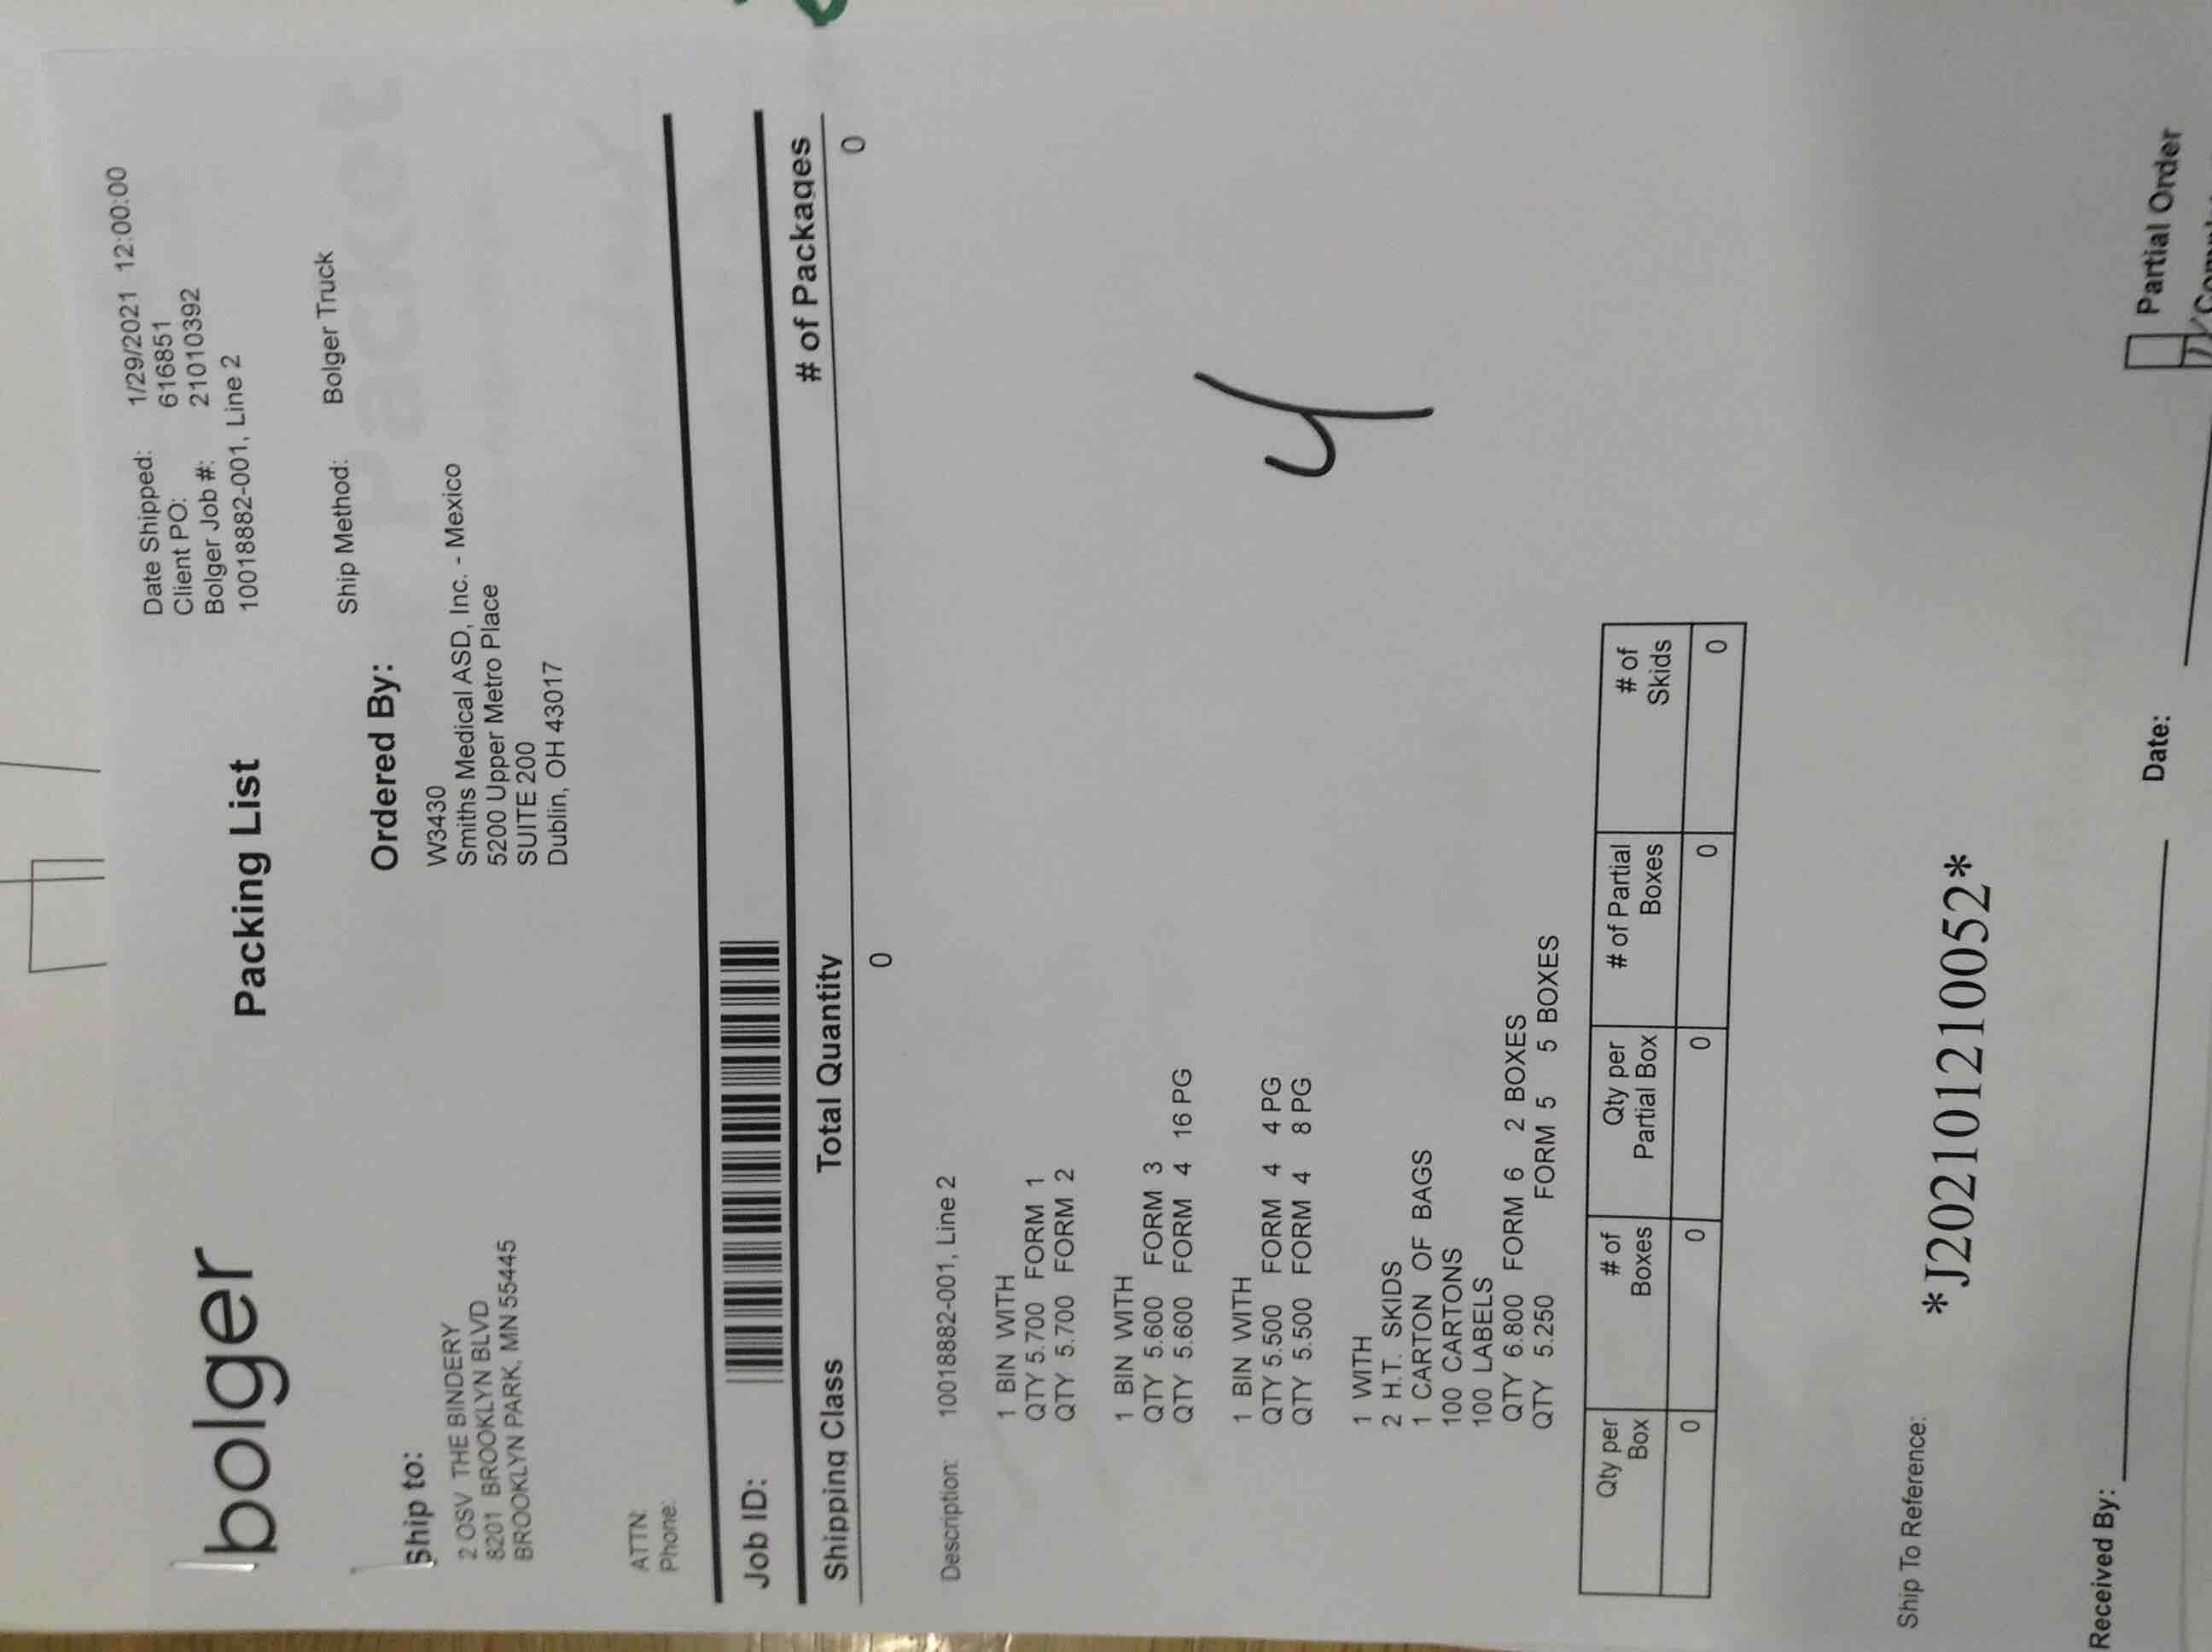 bolger
Packing List
Date Shipped: 1/29/2021 12:00:00
Client PO: 616851
Bolger Job #: 21010392
10018882-001, Line 2
Ship Method: Bolger Truck
Ship to:
2 OSV THE BINDERY
8201 BROOKLYN BLVD
BROOKLYN PARK, MN 55445
ATTN:
Phone:
Ordered By:
W3430
Smiths Medical ASD, Inc. - Mexico
5200 Upper Metro Place
SUITE 200
Dublin, OH 43017
Job ID:
Shipping Class Total Quantity # of Packages
0 0
Description: 10018882-001, Line 2
1 BIN WITH
QTY 5.700 FORM 1
QTY 5.700 FORM 2
1 BIN WITH
QTY 5.600 FORM 3
QTY 5.600 FORM 4 16 PG
1 BIN WITH
QTY 5.500 FORM 4 4 PG
QTY 5.500 FORM 4 8 PG
4
1 WITH
2 H.T. SKIDS
1 CARTON OF BAGS
100 CARTONS
100 LABELS
QTY 6.800 FORM 6 2 BOXES
QTY 5.250 FORM 5 5 BOXES
Qty per Box # of Boxes Qty per Partial Box # of Partial Boxes # of Skids
0 0 0 0 0
Ship To Reference: *J202101210052*
Received By: Date:
Partial Order